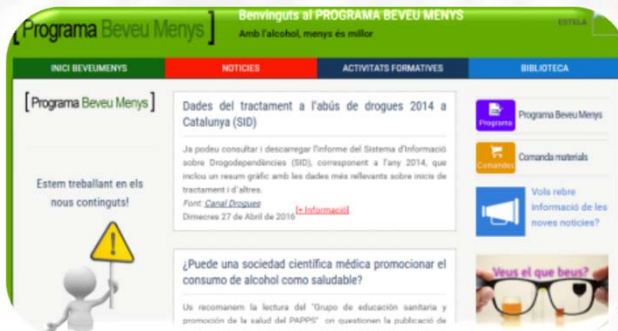 [Programa Beveu Menys]
Benvinguts al PROGRAMA BEVEU MENYS
Amb l'alcohol, menys és millor
ESTELA
INICI BEVEUMENYS
NOTICIES
ACTIVITATS FORMATIVES
BIBLIOTECA
[Programa Beveu Menys]
Estem treballant en els
nous continguts!
Dades del tractament a l'abús de drogues 2014 a
Catalunya (SID)
Ja podeu consultar i descarregar l'informe del Sistema d'Informació
sobre Drogodependències (SID), corresponent a l'any 2014, que
inclou un resum gràfic amb les dades més rellevants sobre inicis de
tractament i d'altres.
Font: Canal Drogues
[+ Informació]
Dimecres 27 de Abril de 2016
¿Puede una sociedad científica médica promocionar el
consumo de alcohol como saludable?
Us recomanem la lectura del "Grupo de educación sanitaria y
promoción de la salud del PAPPS" on questionen la publicació de
Programa
Programa Beveu Menys
Comandes
Comanda materials
Vols rebre
informació de les
noves noticies?
Veus el que beus?